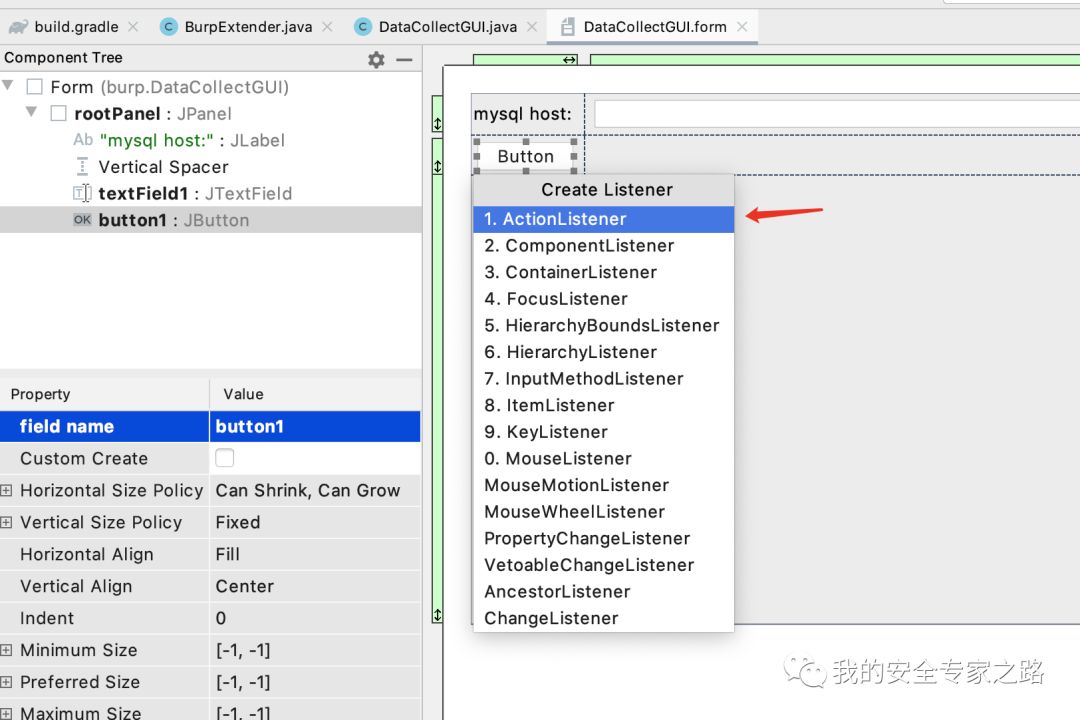 build.gradle BurpExtender.java DataCollectGUI.java DataCollectGUI.form
Component Tree
Form (burp.DataCollectGUI)
rootPanel : JPanel
Ab "mysql host:" : JLabel
Vertical Spacer
textField1 : JTextField
OK button1 : JButton
Property Value
field name button1
Custom Create
Horizontal Size Policy Can Shrink, Can Grow
Vertical Size Policy Fixed
Horizontal Align Fill
Vertical Align Center
Indent 0
Minimum Size [-1, -1]
Preferred Size [-1, -1]
Maximum Size [-1, -1]
mysql host:
Button
Create Listener
1. ActionListener
2. ComponentListener
3. ContainerListener
4. FocusListener
5. HierarchyBoundsListener
6. HierarchyListener
7. InputMethodListener
8. ItemListener
9. KeyListener
0. MouseListener
MouseMotionListener
MouseWheelListener
PropertyChangeListener
VetoableChangeListener
AncestorListener
ChangeListener
我的安全专家之路